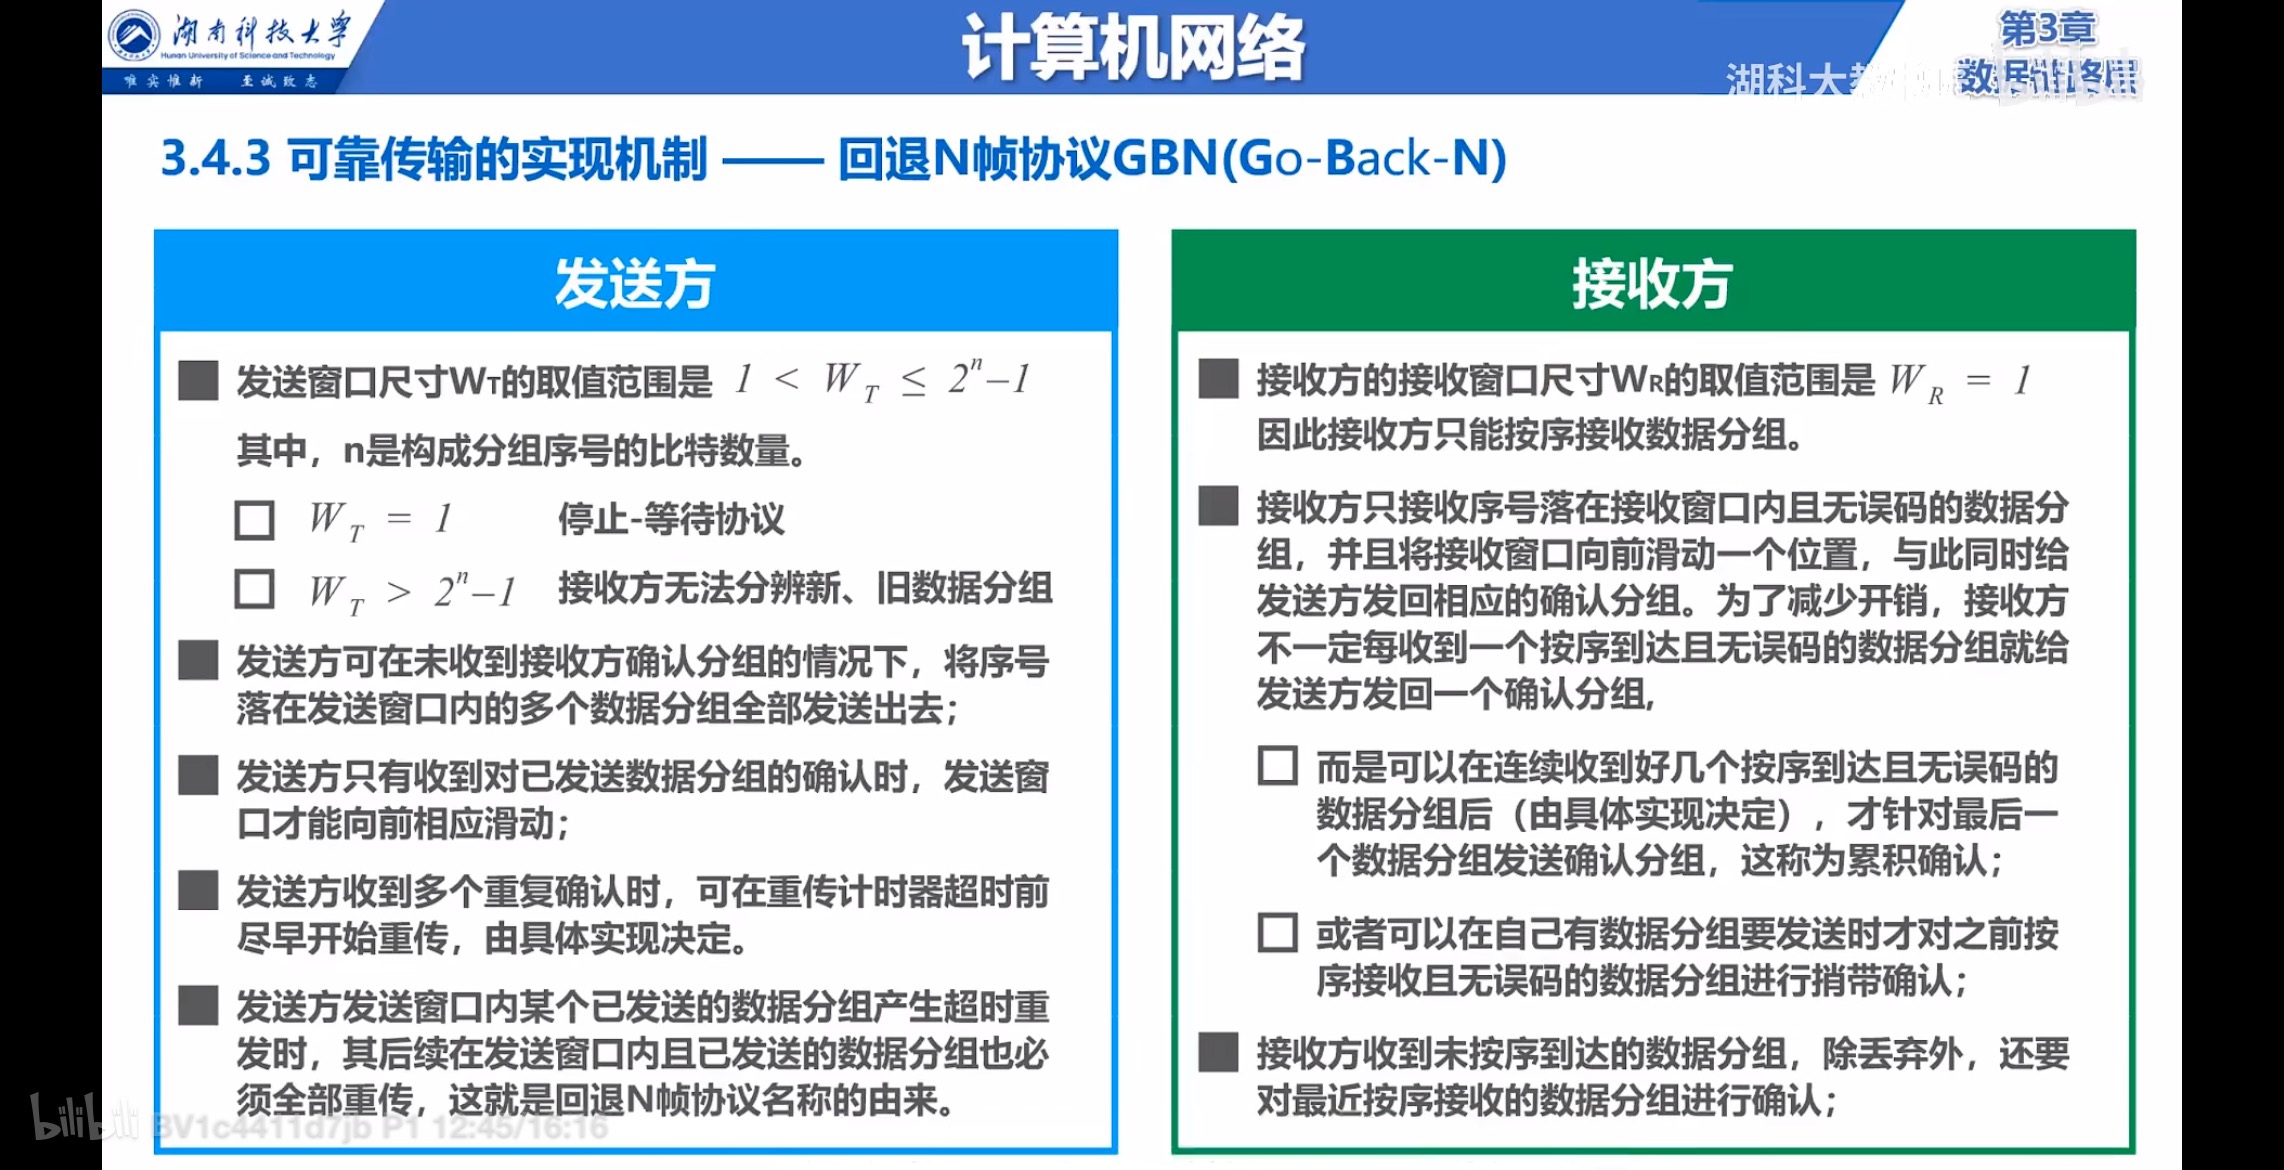 湖南科技大学
Hunan University of Science and Technology
唯实惟新 至诚致志
计算机网络
第3章
数据链路层
湖科大教
3.4.3 可靠传输的实现机制 —— 回退N帧协议GBN(Go-Back-N)
发送方
发送窗口尺寸WT的取值范围是 1 < W_T ≤ 2^n–1
其中，n是构成分组序号的比特数量。
W_T = 1 停止-等待协议
W_T > 2^n–1 接收方无法分辨新、旧数据分组
发送方可在未收到接收方确认分组的情况下，将序号
落在发送窗口内的多个数据分组全部发送出去；
发送方只有收到对已发送数据分组的确认时，发送窗
口才能向前相应滑动；
发送方收到多个重复确认时，可在重传计时器超时前
尽早开始重传，由具体实现决定。
发送方发送窗口内某个已发送的数据分组产生超时重
发时，其后续在发送窗口内且已发送的数据分组也必
须全部重传，这就是回退N帧协议名称的由来。
接收方
接收方的接收窗口尺寸WR的取值范围是 W_R = 1
因此接收方只能按序接收数据分组。
接收方只接收序号落在接收窗口内且无误码的数据分
组，并且将接收窗口向前滑动一个位置，与此同时给
发送方发回相应的确认分组。为了减少开销，接收方
不一定每收到一个按序到达且无误码的数据分组就给
发送方发回一个确认分组,
而是可以在连续收到好几个按序到达且无误码的
数据分组后（由具体实现决定），才针对最后一
个数据分组发送确认分组，这称为累积确认；
或者可以在自己有数据分组要发送时才对之前按
序接收且无误码的数据分组进行捎带确认；
接收方收到未按序到达的数据分组，除丢弃外，还要
对最近按序接收的数据分组进行确认；
bilibili BV1c4411d7jb P1 12:45/16:16